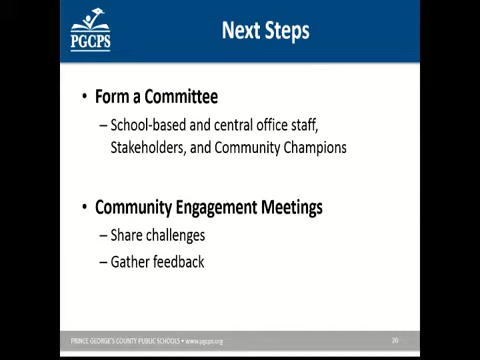 PGCPS
Next Steps
• Form a Committee
– School-based and central office staff,
Stakeholders, and Community Champions
• Community Engagement Meetings
– Share challenges
– Gather feedback
PRINCE GEORGE'S COUNTY PUBLIC SCHOOLS • www.pgcps.org
20